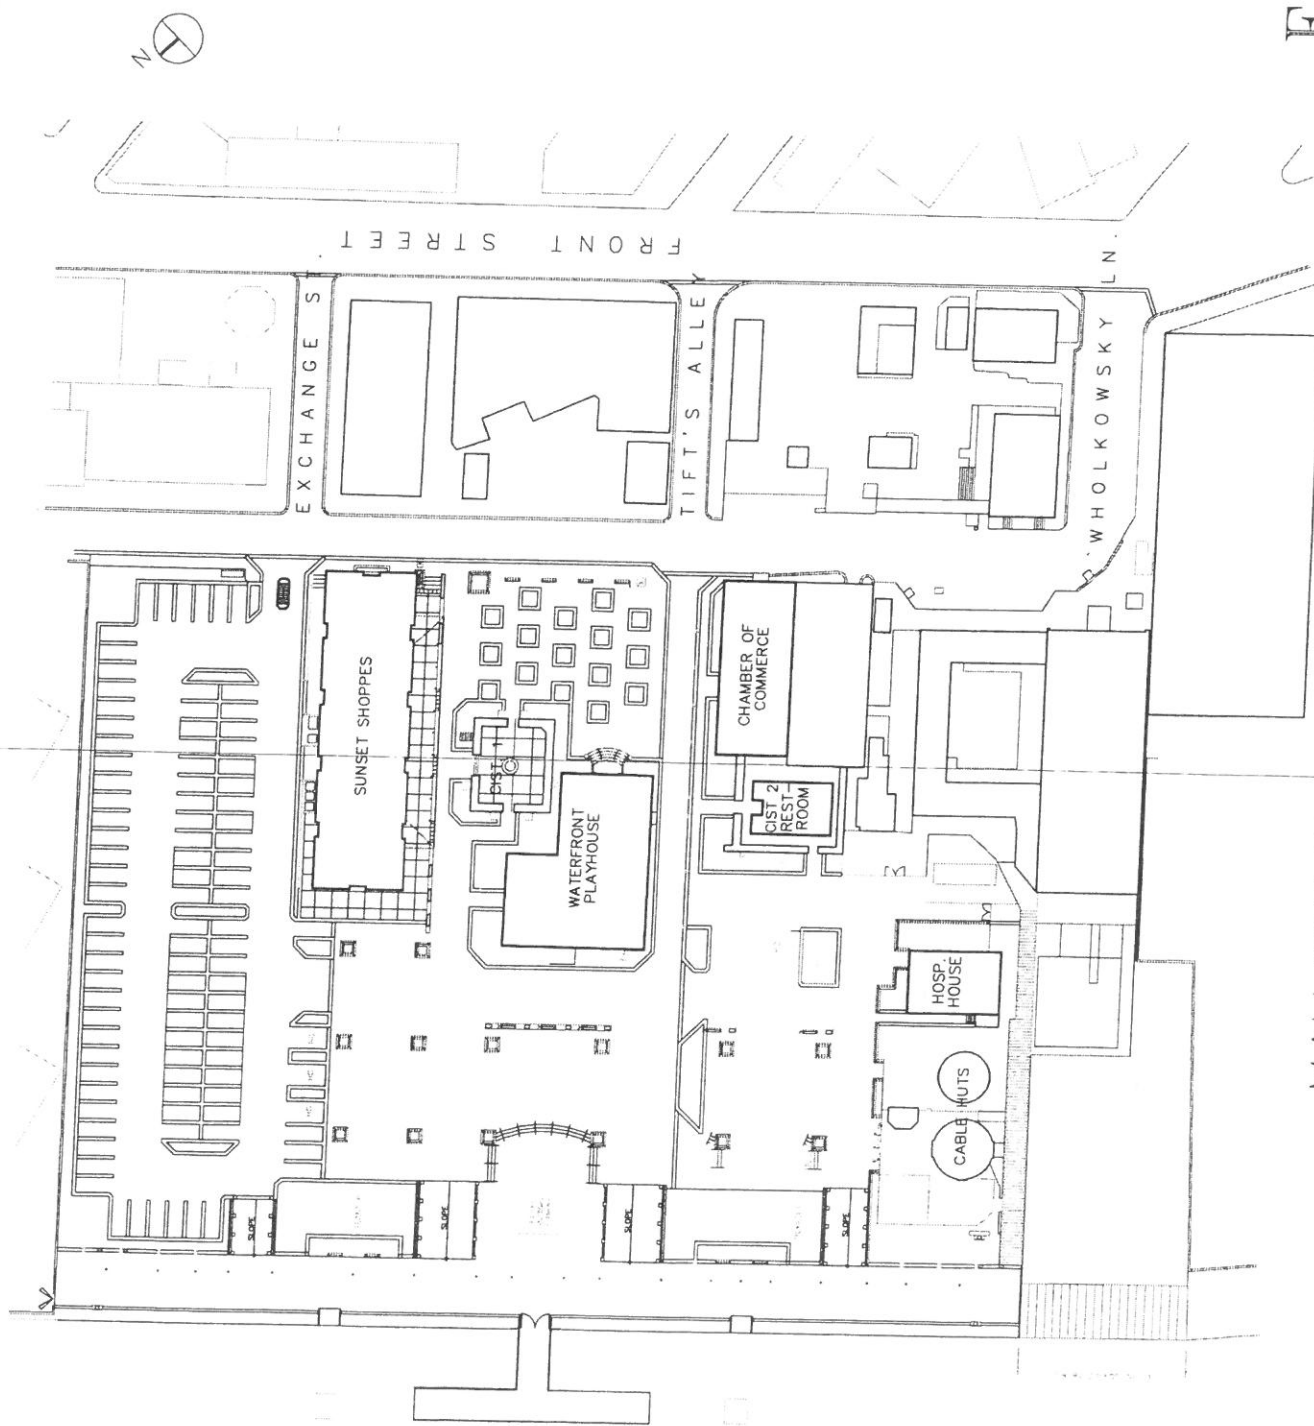 N
FRONT STREET
EXCHANGE ST.
TIFT'S ALLEY
WHOLKOWSKY LN.
SUNSET SHOPPES
CIST. 1
WATERFRONT
PLAYHOUSE
CHAMBER OF
COMMERCE
CIST 2
REST-
ROOM
HOSP.
HOUSE
CABLE HUTS
SLOPE
SLOPE
SLOPE
SLOPE